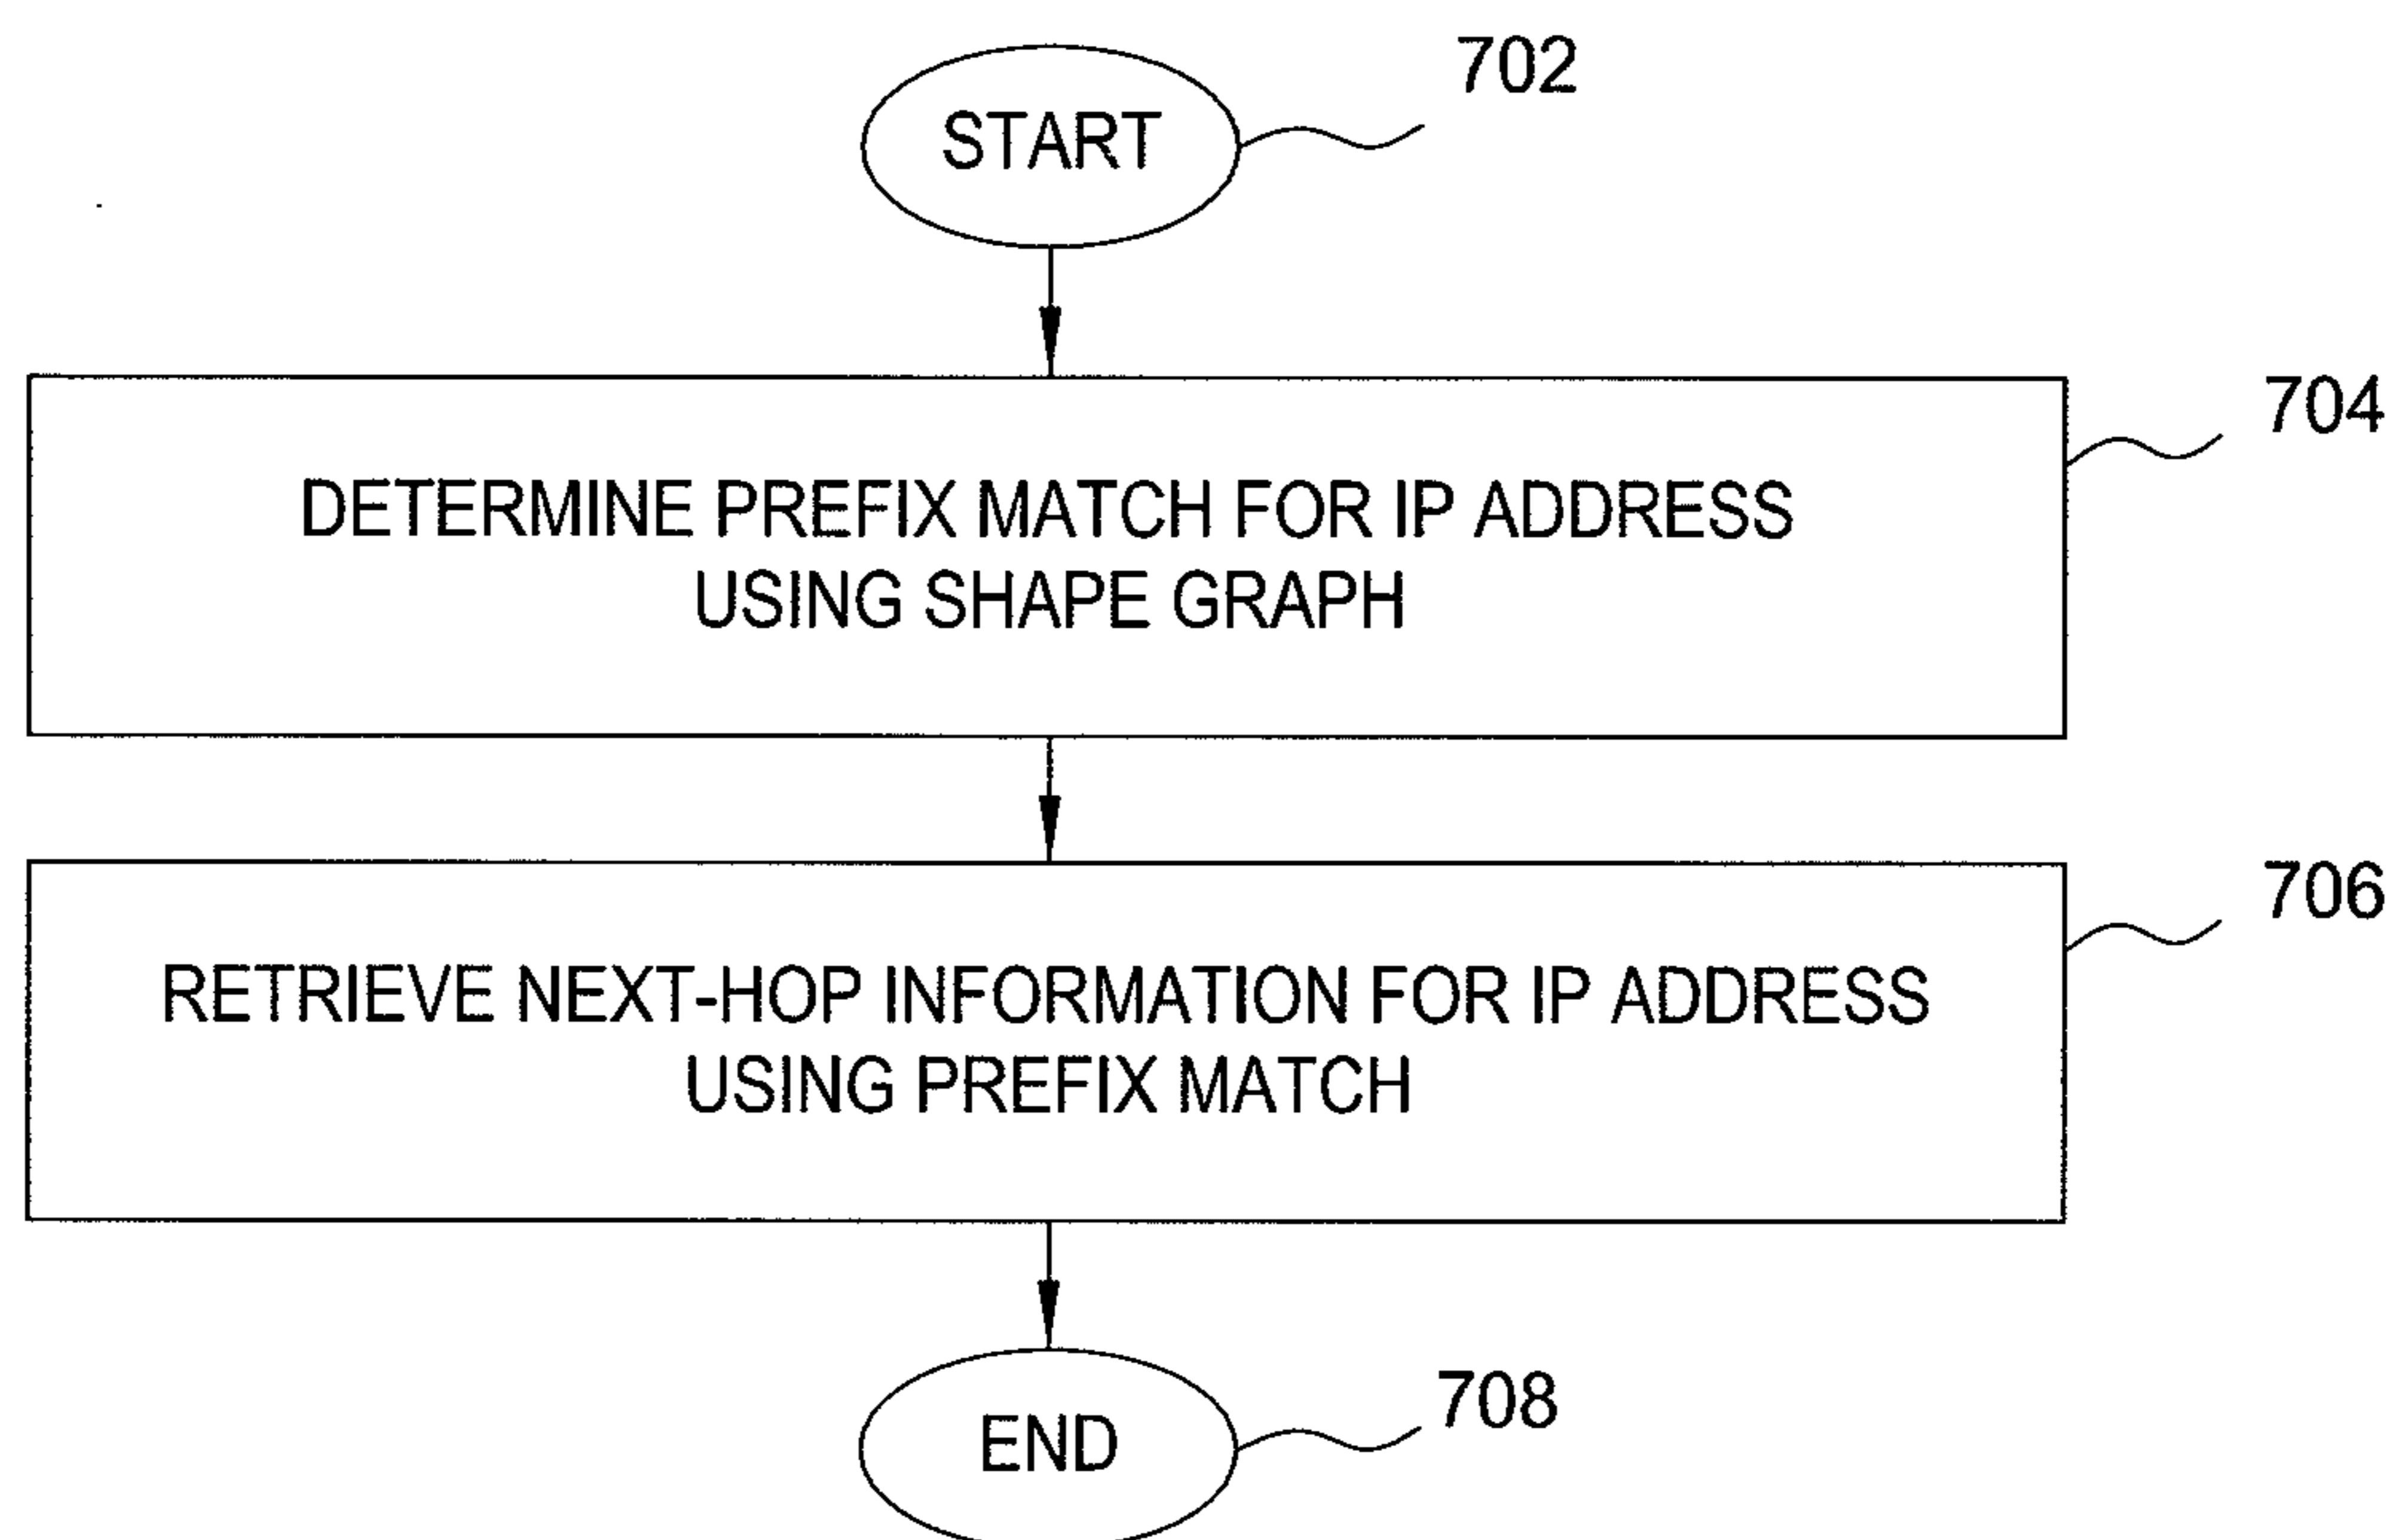 702
START
704
DETERMINE PREFIX MATCH FOR IP ADDRESS
USING SHAPE GRAPH
706
RETRIEVE NEXT-HOP INFORMATION FOR IP ADDRESS
USING PREFIX MATCH
708
END